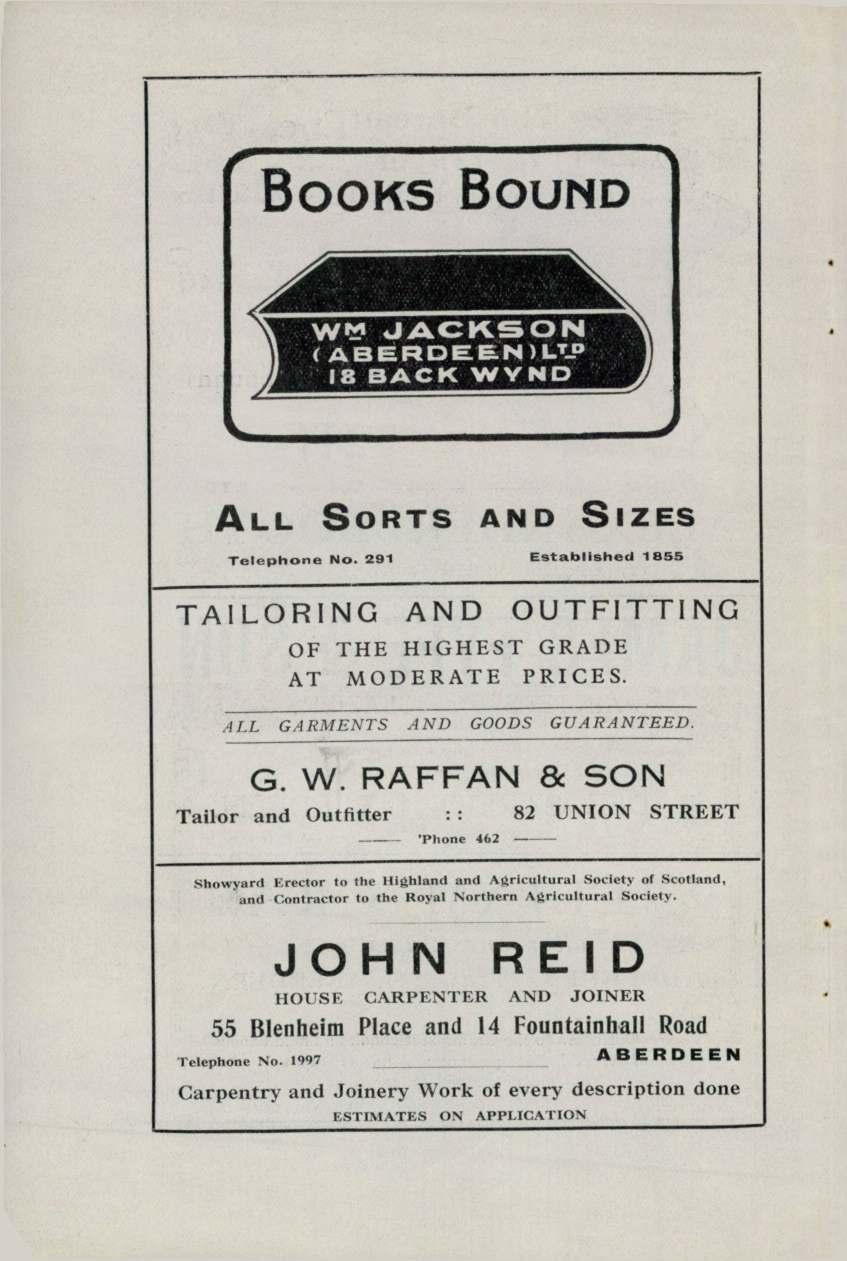 BOOKS BOUND
WM JACKSON
(ABERDEEN) LTD
18 BACK WYND
ALL SORTS AND SIZES
Telephone No. 291 Established 1855
TAILORING AND OUTFITTING
OF THE HIGHEST GRADE
AT MODERATE PRICES.
ALL GARMENTS AND GOODS GUARANTEED.
G. W. RAFFAN & SON
Tailor and Outfitter :: 82 UNION STREET
'Phone 462
Showyard Erector to the Highland and Agricultural Society of Scotland,
and Contractor to the Royal Northern Agricultural Society.
JOHN REID
HOUSE CARPENTER AND JOINER
55 Blenheim Place and 14 Fountainhall Road
Telephone No. 1997 ABERDEEN
Carpentry and Joinery Work of every description done
ESTIMATES ON APPLICATION